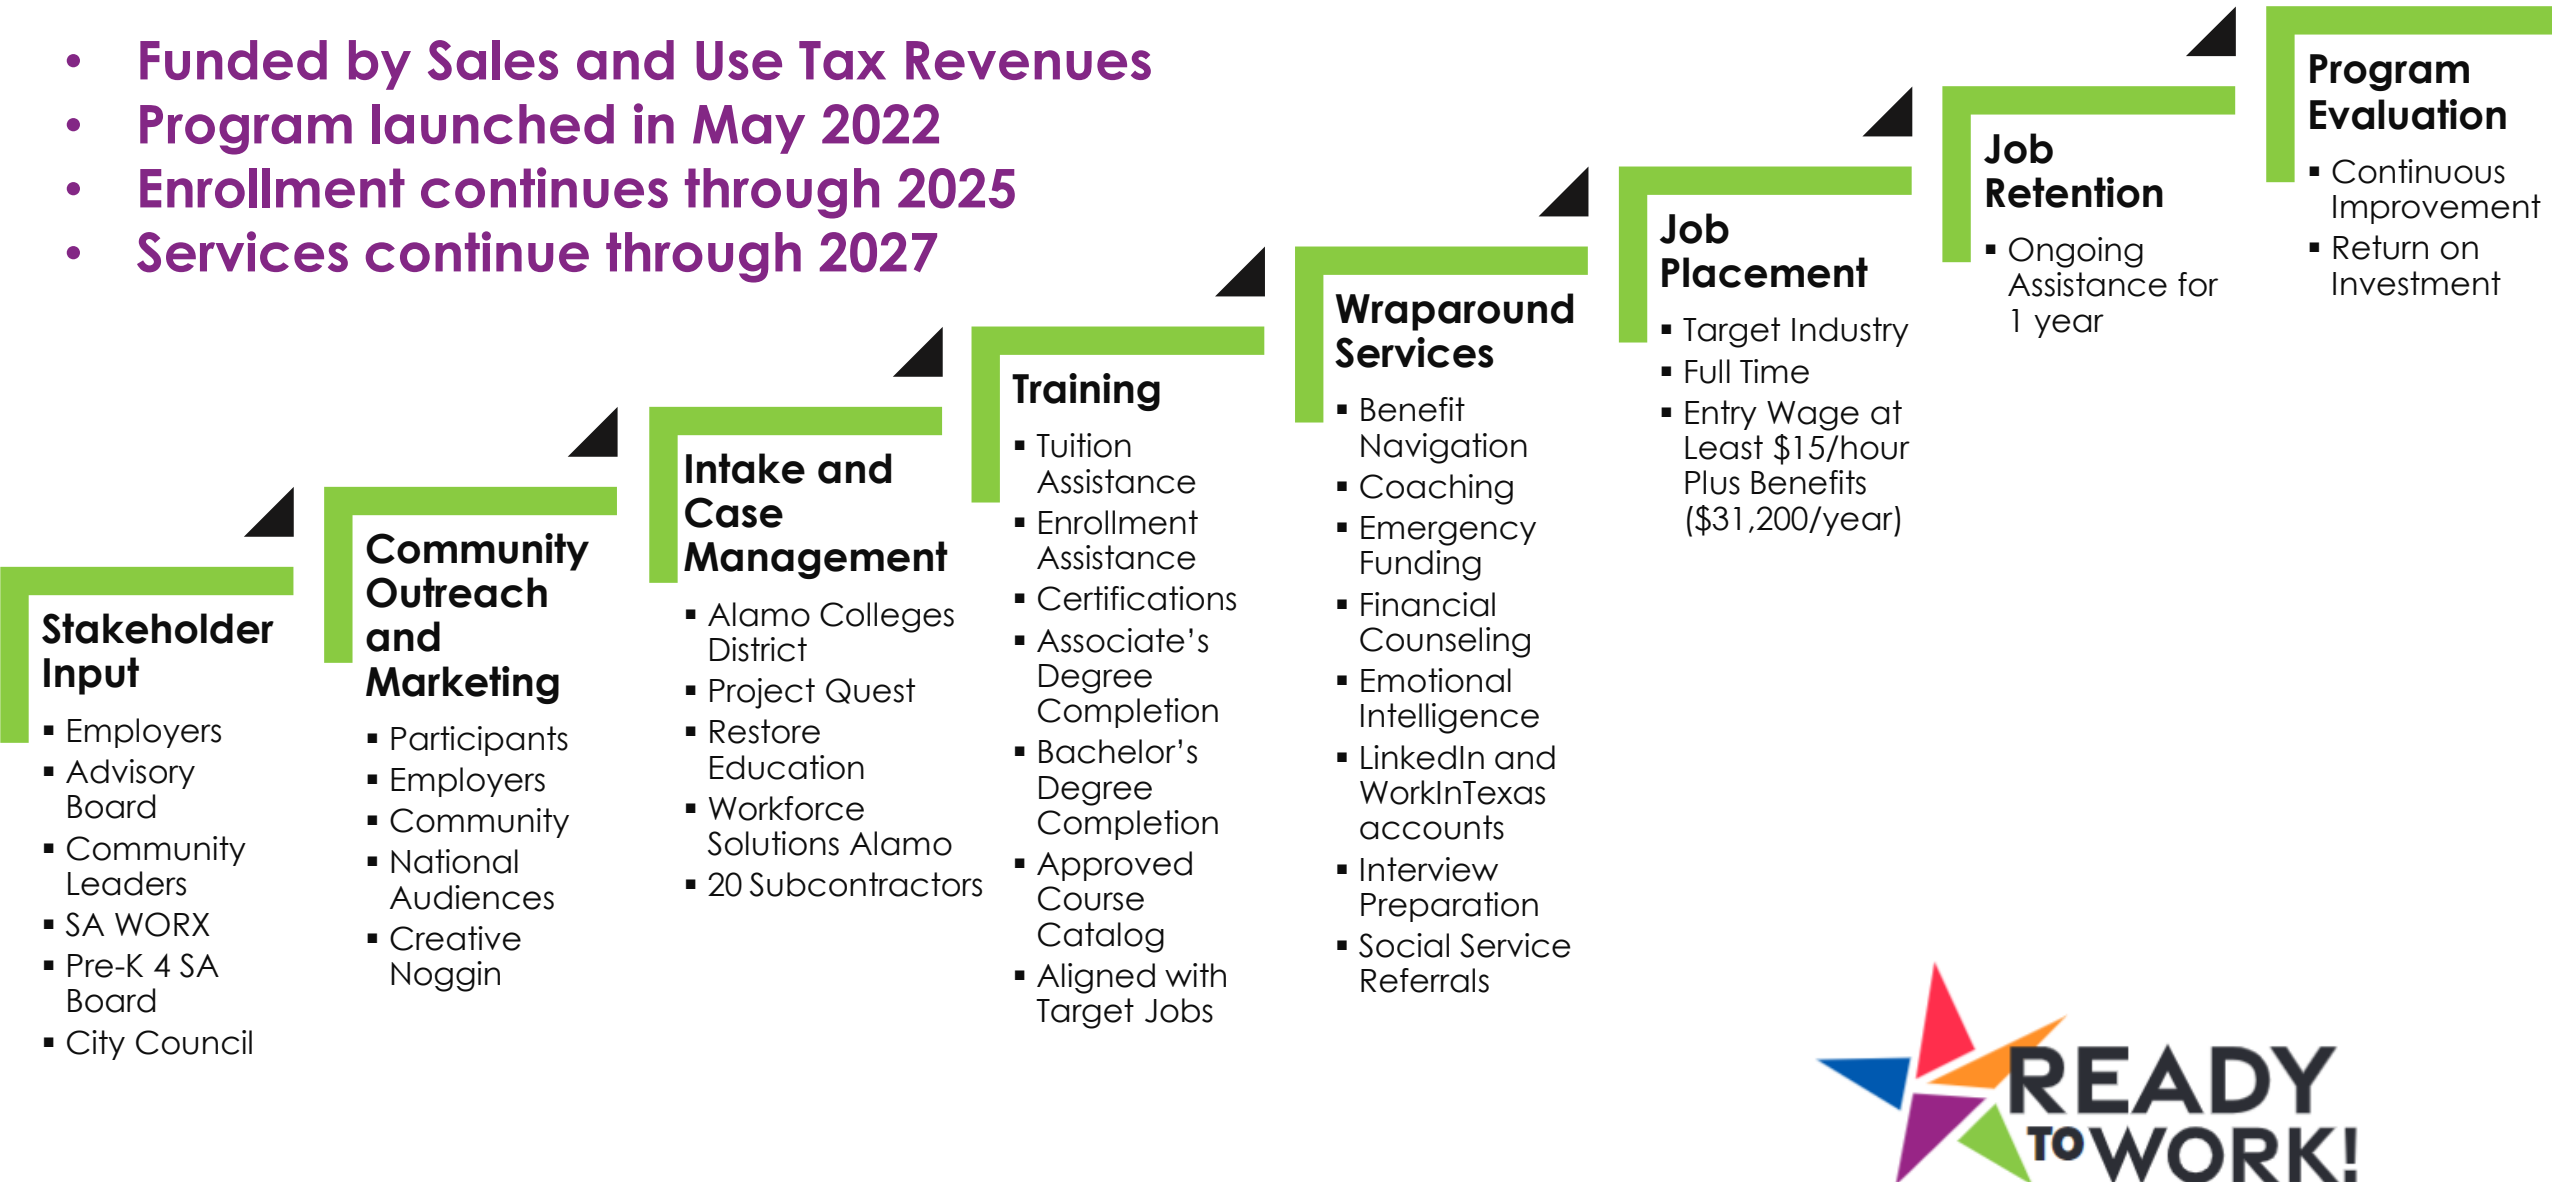 • Funded by Sales and Use Tax Revenues
• Program launched in May 2022
• Enrollment continues through 2025
• Services continue through 2027
Stakeholder
Input
▪ Employers
▪ Advisory
Board
▪ Community
Leaders
▪ SA WORX
▪ Pre-K 4 SA
Board
▪ City Council
Community
Outreach
and
Marketing
▪ Participants
▪ Employers
▪ Community
▪ National
Audiences
▪ Creative
Noggin
Intake and
Case
Management
▪ Alamo Colleges
District
▪ Project Quest
▪ Restore
Education
▪ Workforce
Solutions Alamo
▪ 20 Subcontractors
Training
▪ Tuition
Assistance
▪ Enrollment
Assistance
▪ Certifications
▪ Associate’s
Degree
Completion
▪ Bachelor’s
Degree
Completion
▪ Approved
Course
Catalog
▪ Aligned with
Target Jobs
Wraparound
Services
▪ Benefit
Navigation
▪ Coaching
▪ Emergency
Funding
▪ Financial
Counseling
▪ Emotional
Intelligence
▪ LinkedIn and
WorkInTexas
accounts
▪ Interview
Preparation
▪ Social Service
Referrals
Job
Placement
▪ Target Industry
▪ Full Time
▪ Entry Wage at
Least $15/hour
Plus Benefits
($31,200/year)
Job
Retention
▪ Ongoing
Assistance for
1 year
Program
Evaluation
▪ Continuous
Improvement
▪ Return on
Investment
READY
TO WORK!